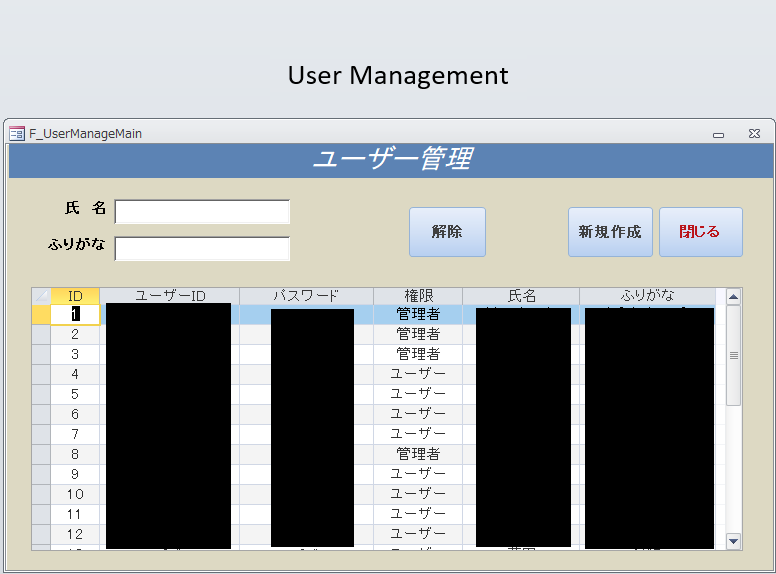 User Management
F_UserManageMain
ユーザー管理
氏 名
解除 新規作成 閉じる
ふりがな
ID ユーザーID パスワード 権限 氏名 ふりがな
1 管理者
2 管理者
3 管理者
4 ユーザー
5 ユーザー
6 ユーザー
7 ユーザー
8 管理者
9 ユーザー
10 ユーザー
11 ユーザー
12 ユーザー